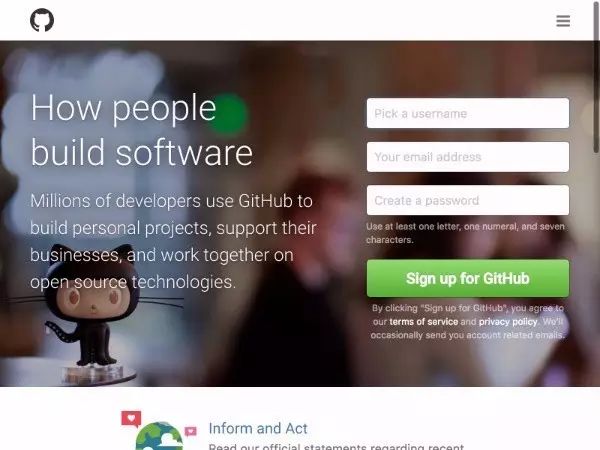 How people
build software
Millions of developers use GitHub to
build personal projects, support their
businesses, and work together on
open source technologies.
Pick a username
Your email address
Create a password
Use at least one letter, one numeral, and seven
characters.
Sign up for GitHub
By clicking "Sign up for GitHub", you agree to
our terms of service and privacy policy. We'll
occasionally send you account related emails.
Inform and Act
Read our official statements regarding recent